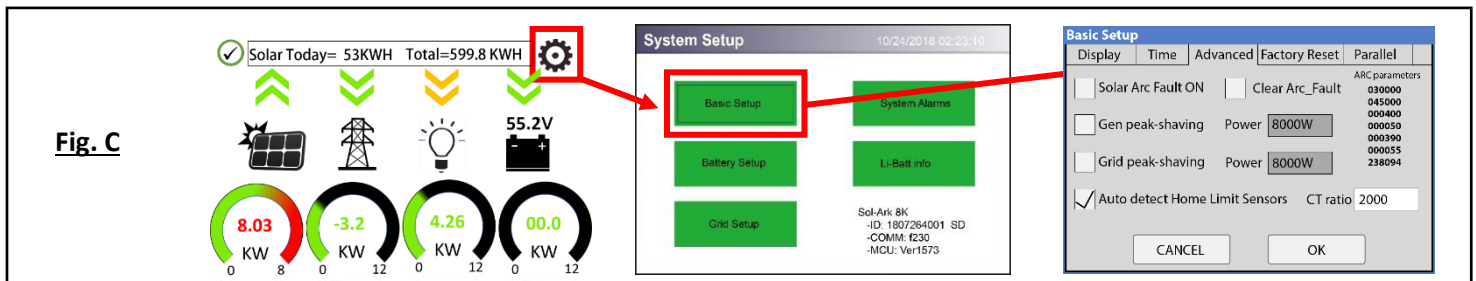 Fig. C
Solar Today= 53KWH Total=599.8 KWH
55.2V
- +
8.03
KW
0 8
-3.2
KW
0 12
4.26
KW
0 12
00.0
KW
0 12
System Setup 10/24/2018 02:23:10
Basic Setup
System Alarms
Battery Setup
Li-Batt info
Grid Setup
Sol-Ark 8K
-ID: 1807264001 SD
-COMM: f230
-MCU: Ver1573
Basic Setup
Display Time Advanced Factory Reset Parallel
Solar Arc Fault ON Clear Arc_Fault
Gen peak-shaving Power 8000W
Grid peak-shaving Power 8000W
Auto detect Home Limit Sensors CT ratio 2000
ARC parameters
030000
045000
000400
000050
000390
000055
238094
CANCEL OK